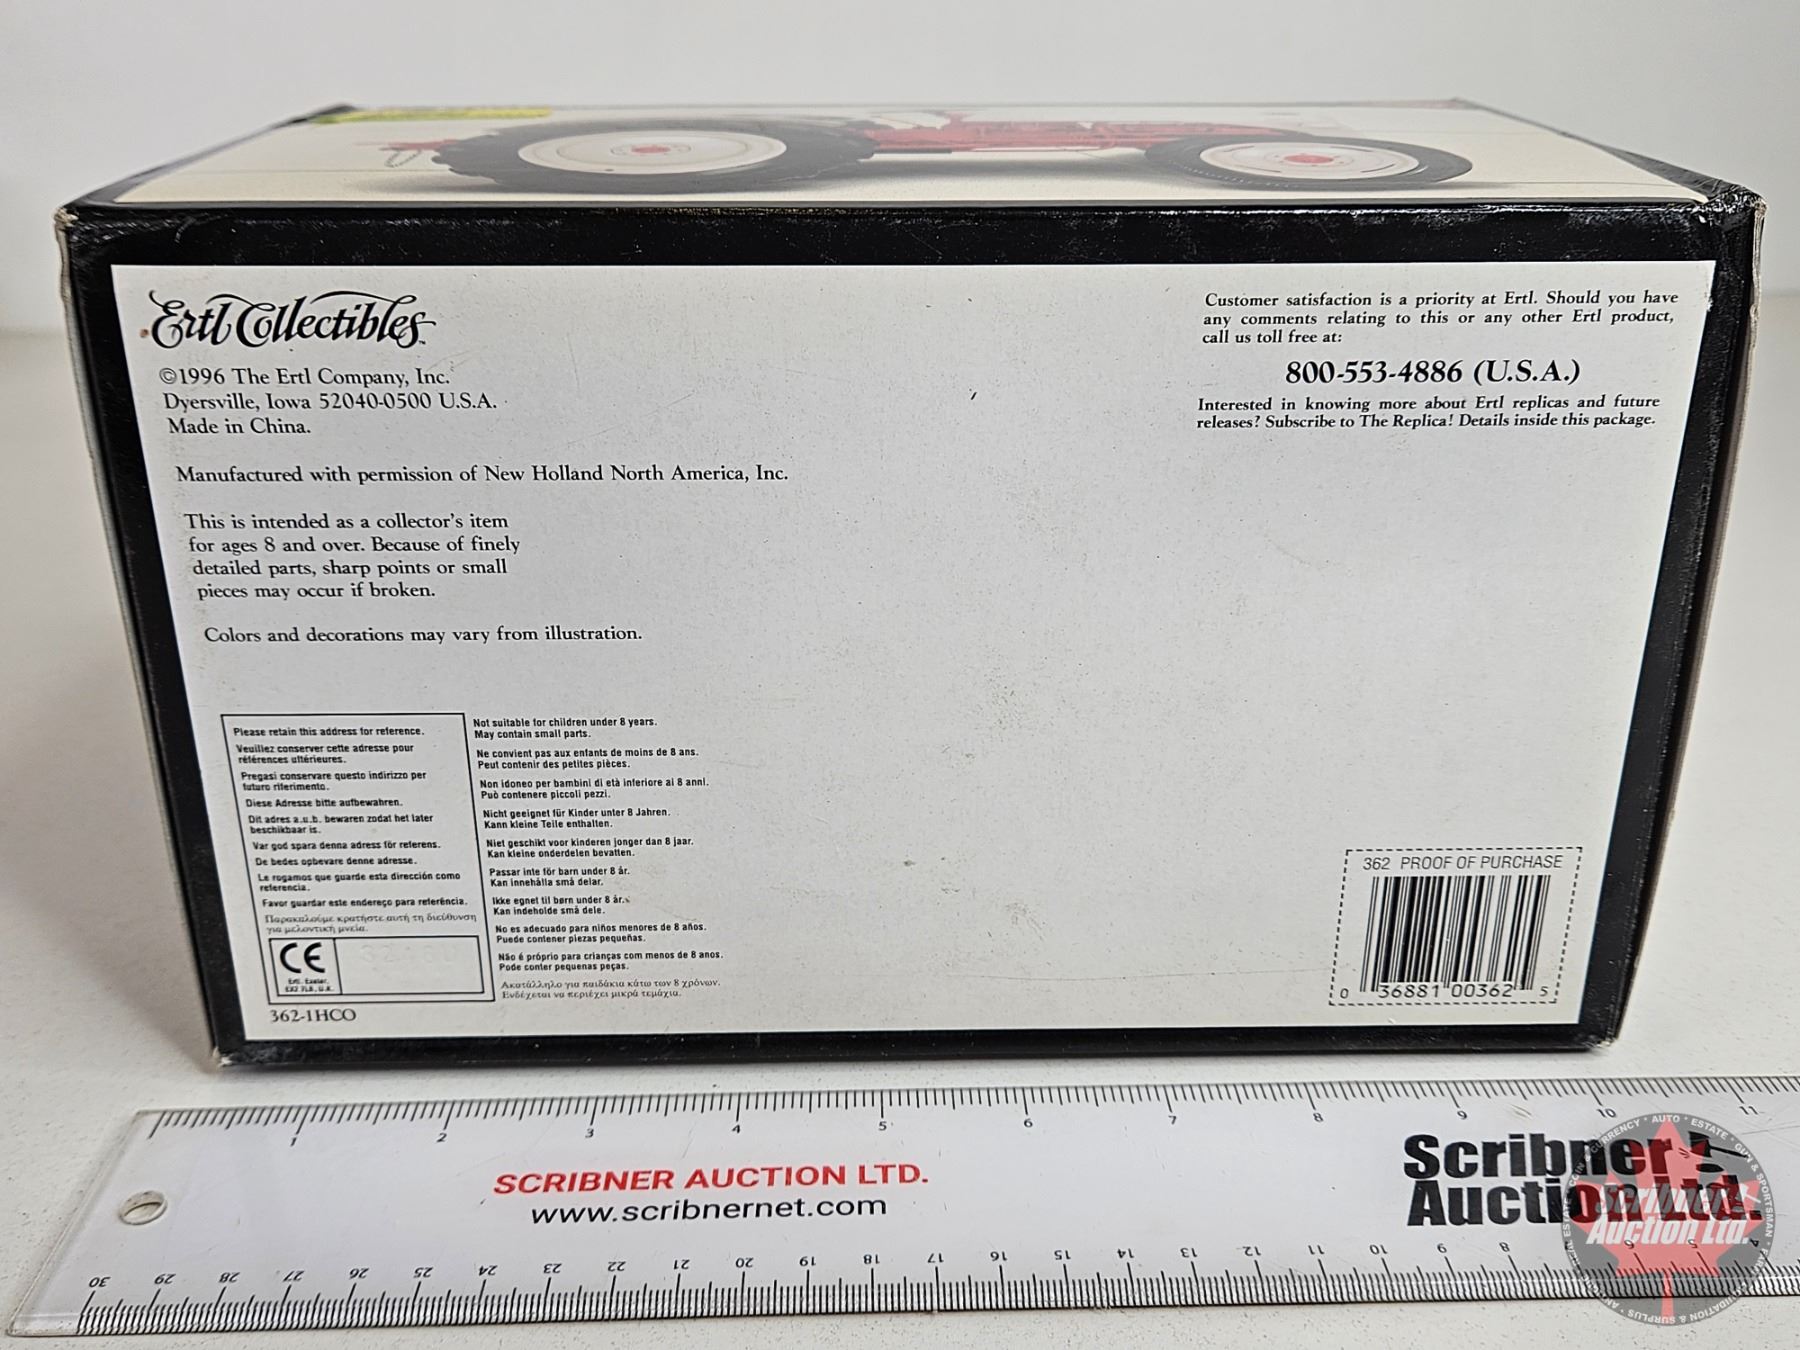 Ertl Collectibles™
©1996 The Ertl Company, Inc.
Dyersville, Iowa 52040-0500 U.S.A.
Made in China.
Manufactured with permission of New Holland North America, Inc.
This is intended as a collector's item
for ages 8 and over. Because of finely
detailed parts, sharp points or small
pieces may occur if broken.
Colors and decorations may vary from illustration.
Customer satisfaction is a priority at Ertl. Should you have
any comments relating to this or any other Ertl product,
call us toll free at:
800-553-4886 (U.S.A.)
Interested in knowing more about Ertl replicas and future
releases? Subscribe to The Replica! Details inside this package.
Please retain this address for reference.
Veuillez conserver cette adresse pour
références ultérieures.
Pregasi conservare questo indirizzo per
futuro riferimento.
Diese Adresse bitte aufbewahren.
Dit adres a.u.b. bewaren zodat het later
beschikbaar is.
Var god spara denna adress för referens.
De bedes opbevare denne adresse.
Le rogamos que guarde esta dirección como
referencia.
Favor guardar este endereço para referência.
Παρακαλούμε κρατήστε αυτή τη διεύθυνση
για μελοντική μνεία.
CE
Ertl, Exeter,
EX2 7LB, U.K.
362-1HCO
Not suitable for children under 8 years.
May contain small parts.
Ne convient pas aux enfants de moins de 8 ans.
Peut contenir des petites pièces.
Non idoneo per bambini di età inferiore ai 8 anni.
Può contenere piccoli pezzi.
Nicht geeignet für Kinder unter 8 Jahren.
Kann kleine Teile enthalten.
Niet geschikt voor kinderen jonger dan 8 jaar.
Kan kleine onderdelen bevatten.
Passar inte för barn under 8 år.
Kan innehålla små delar.
Ikke egnet til børn under 8 år.
Kan indeholde små dele.
No es adecuado para niños menores de 8 años.
Puede contener piezas pequeñas.
Não é próprio para crianças com menos de 8 anos.
Pode conter pequenas peças.
Ακατάλληλο για παιδάκια κάτω των 8 χρόνων.
Ενδέχεται να περιέχει μικρά τεμάχια.
362 PROOF OF PURCHASE
0 36881 00362 5
1 2 3 4 5 6 7 8 9 10 11
SCRIBNER AUCTION LTD.
www.scribnernet.com
Scribner
Auction Ltd.
Scribner
Auction Ltd.
30 29 28 27 26 25 24 23 22 21 20 19 18 17 16 15 14 13 12 11 10 9 8 6 5 4